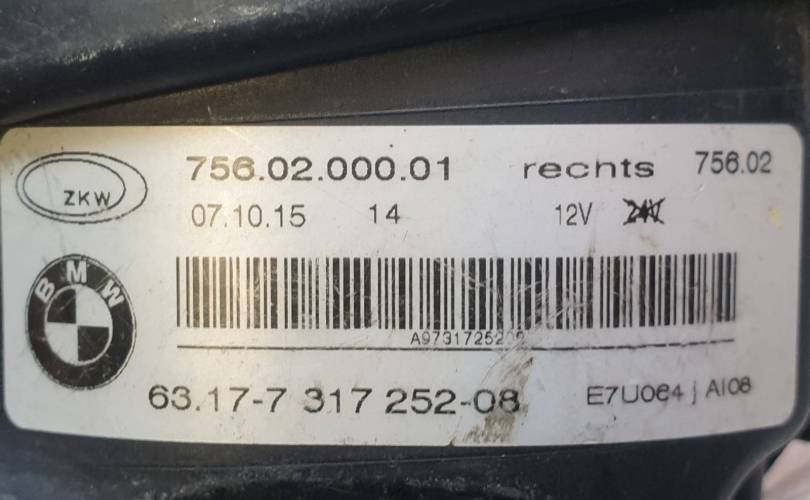 ZKW
756.02.000.01 rechts 756.02
07.10.15 14 12V 24V
BMW
63.17-7 317 252-08 E7U064 j AI08